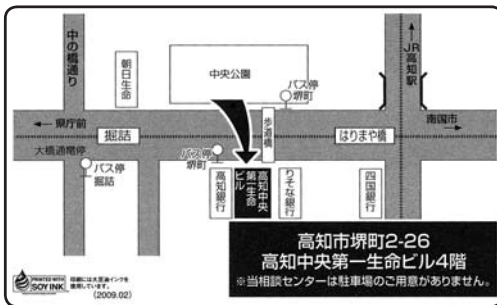 中の橋通り
朝日生命
中央公園
バス停
堺町
JR高知駅
県庁前
堀詰
歩道橋
はりまや橋
南国市
大橋通電停
バス停
堀詰
バス停
堺町
高知銀行
高知中央
第一生命
ビル
りそな銀行
四国銀行
高知市堺町2-26
高知中央第一生命ビル4階
※当相談センターは駐車場のご用意がありません。
PRINTED WITH
SOY INK
印刷には大豆油インクを
使用しています。
(2009.02)